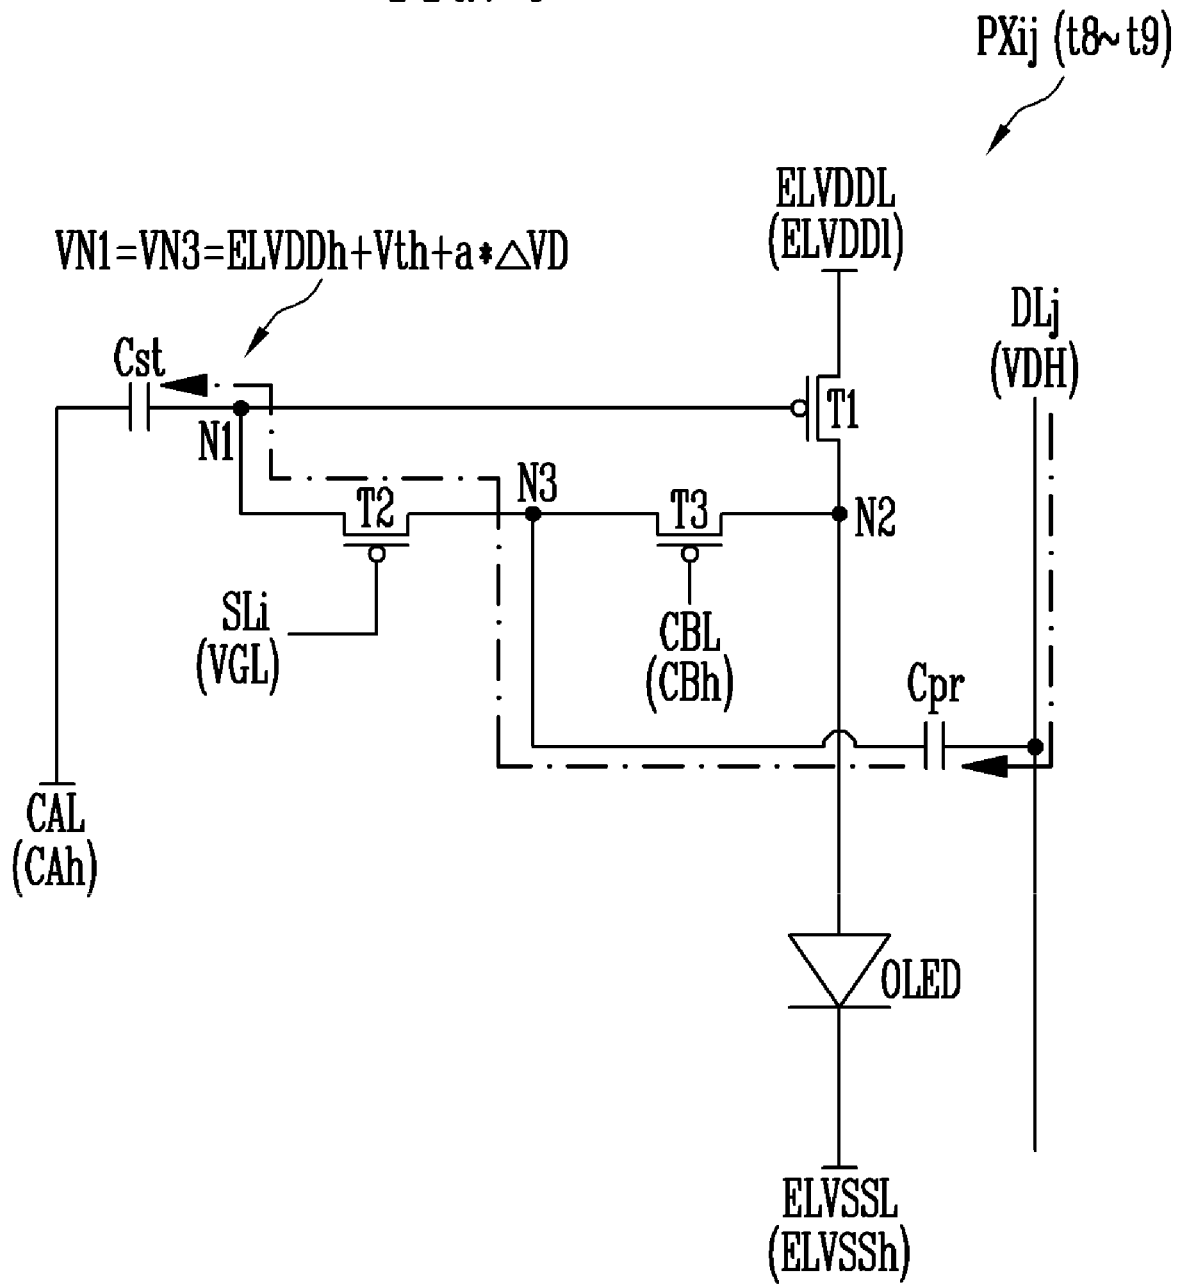 PXij (t8~t9)
ELVDDL
(ELVDDl)
VN1=VN3=ELVDDh+Vth+a*△VD
DLj
(VDH)
Cst
T1
N1
N3
T2
T3
N2
SLi
(VGL)
CBL
(CBh)
Cpr
CAL
(CAh)
OLED
ELVSSL
(ELVSSh)